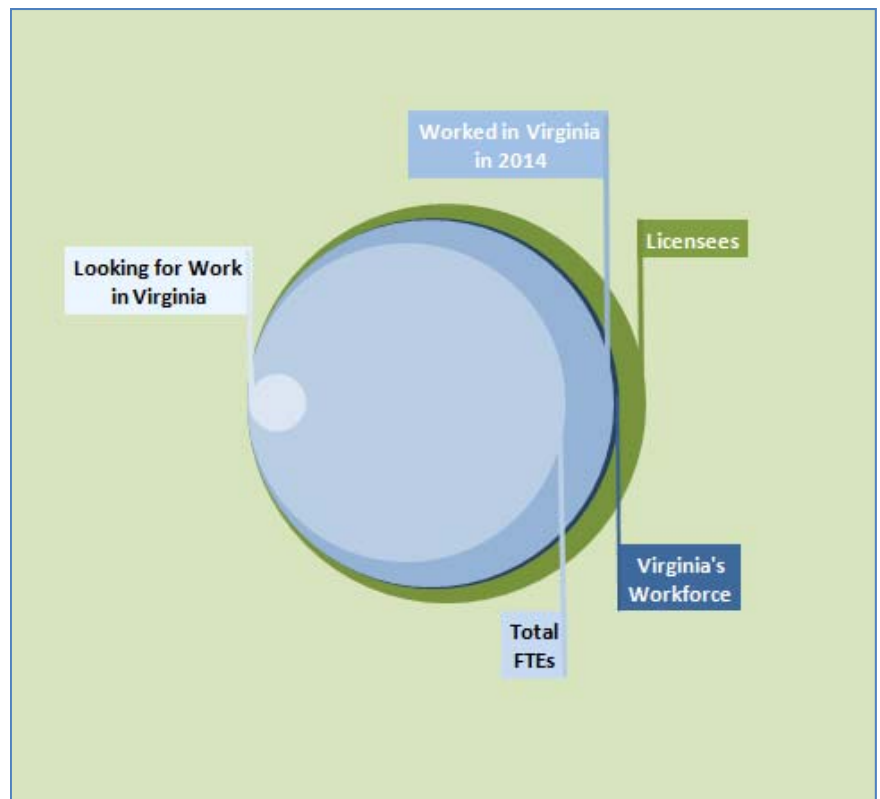 Worked in Virginia
in 2014
Licensees
Looking for Work
in Virginia
Virginia's
Workforce
Total
FTEs